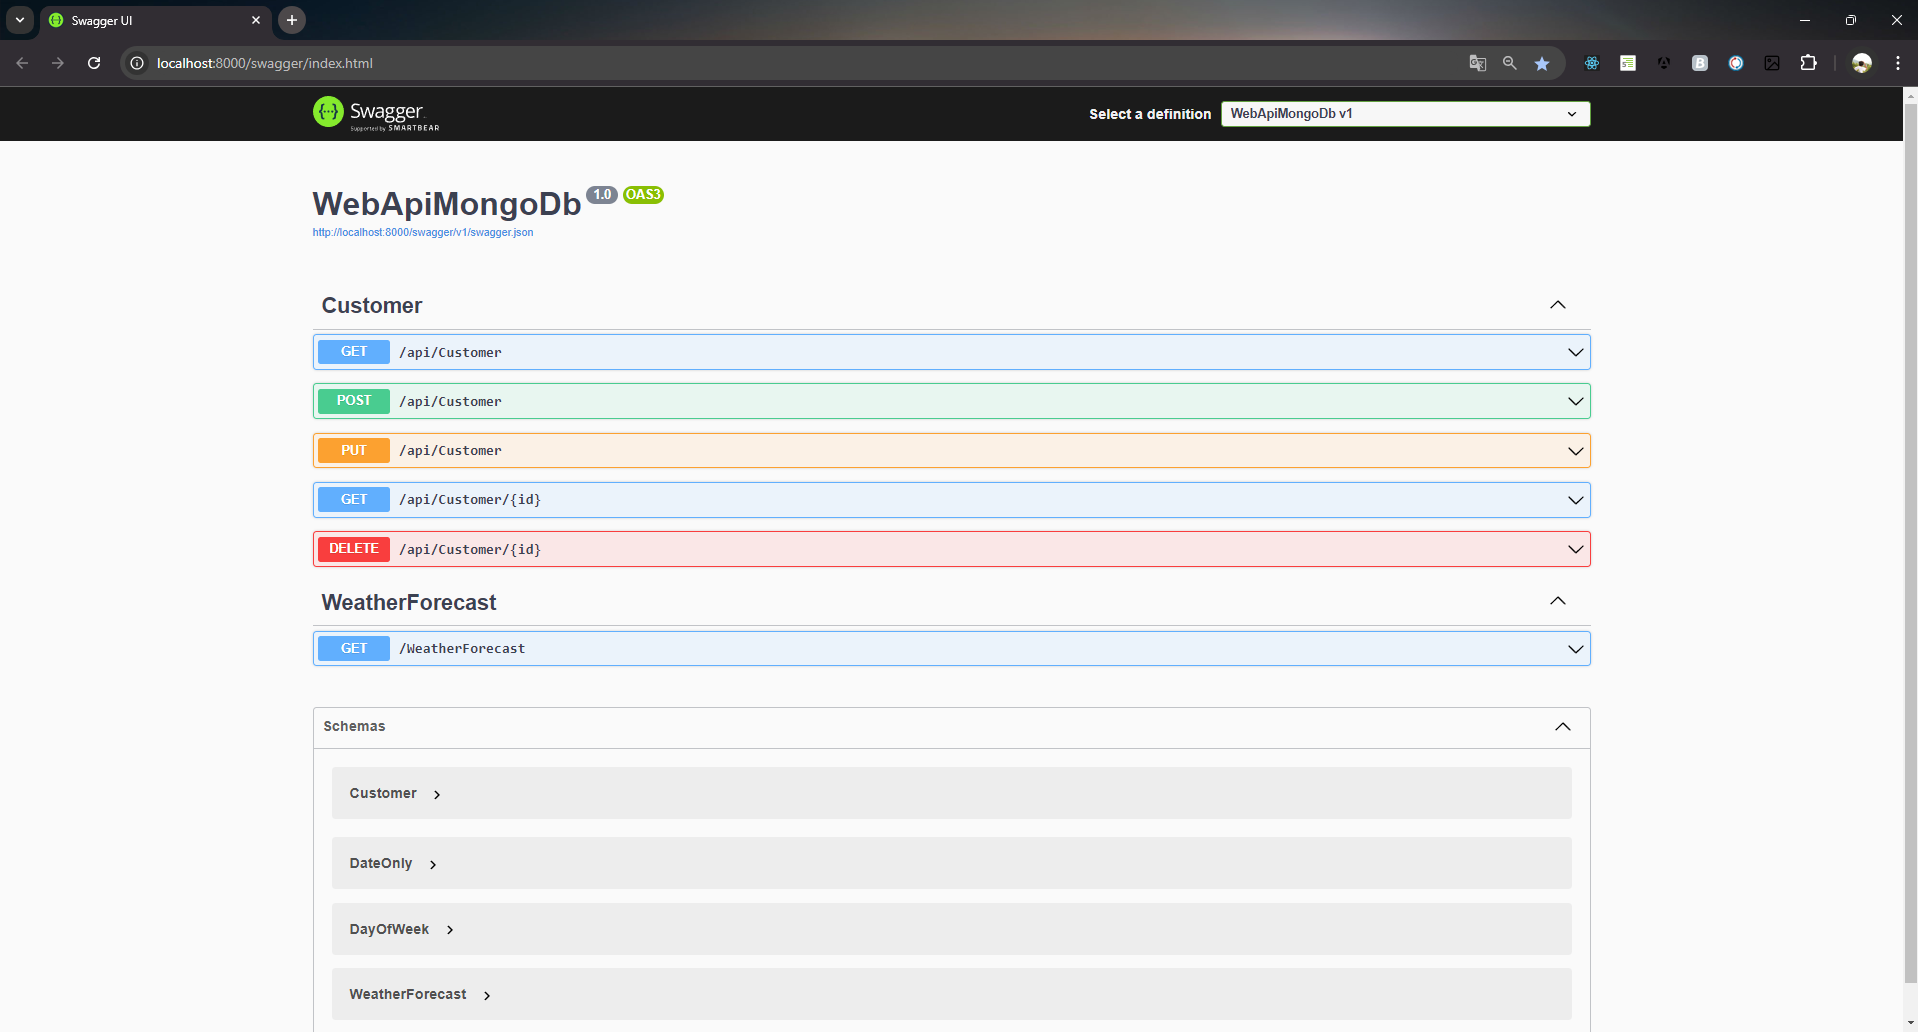 Swagger UI
localhost:8000/swagger/index.html
Swagger.
Supported by SMARTBEAR
Select a definition
WebApiMongoDb v1
WebApiMongoDb 1.0 OAS3
http://localhost:8000/swagger/v1/swagger.json
Customer
GET /api/Customer
POST /api/Customer
PUT /api/Customer
GET /api/Customer/{id}
DELETE /api/Customer/{id}
WeatherForecast
GET /WeatherForecast
Schemas
Customer
DateOnly
DayOfWeek
WeatherForecast